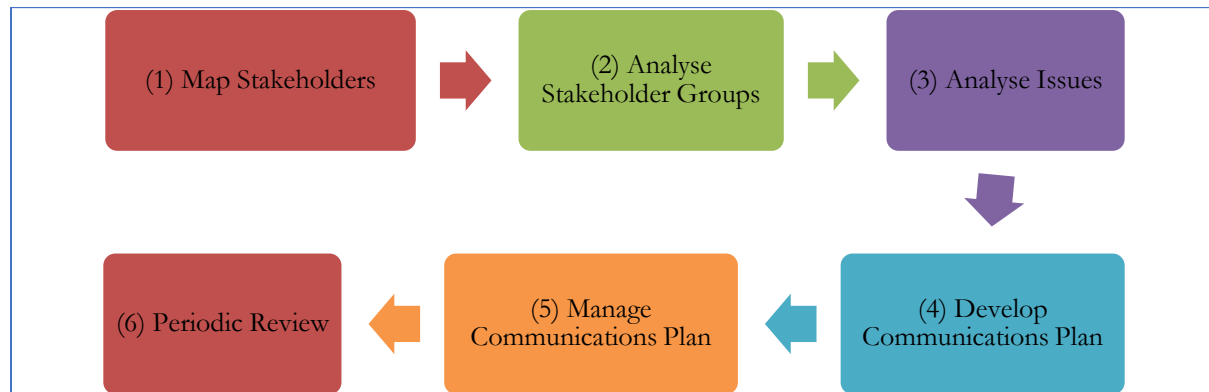 (1) Map Stakeholders
(2) Analyse
Stakeholder Groups
(3) Analyse Issues
(4) Develop
Communications Plan
(5) Manage
Communications Plan
(6) Periodic Review